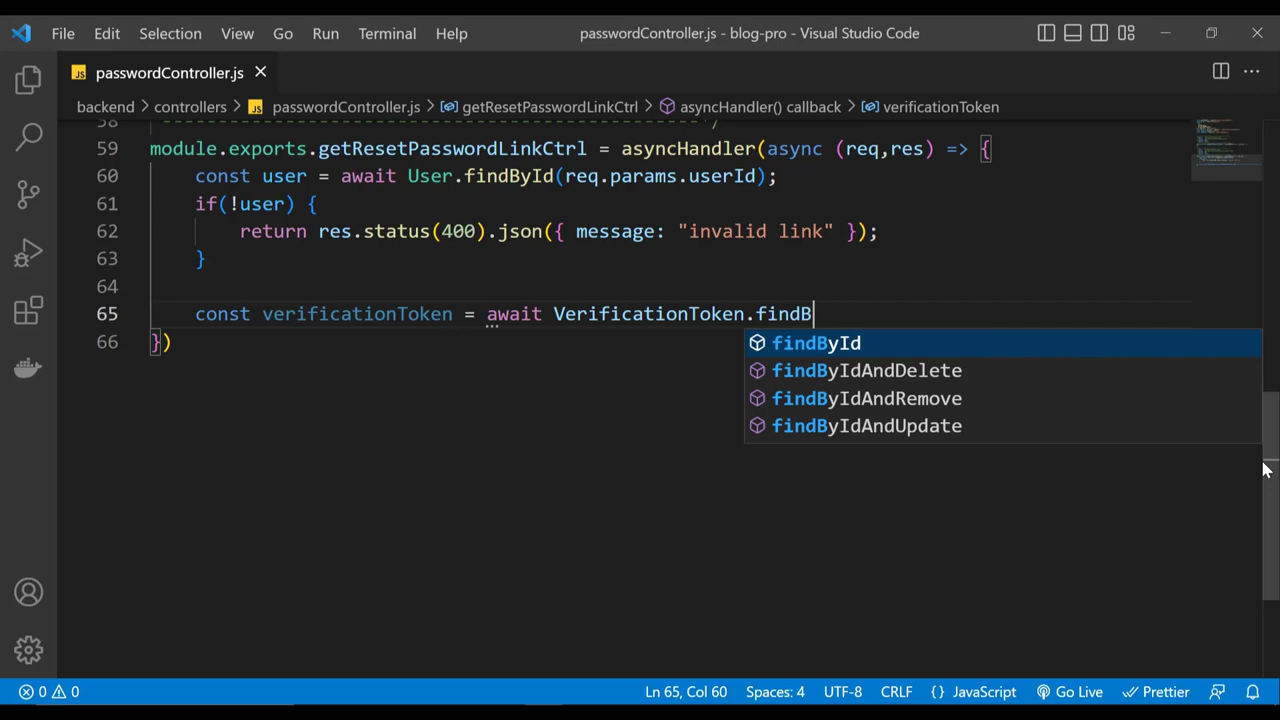 File Edit Selection View Go Run Terminal Help passwordController.js - blog-pro - Visual Studio Code
JS passwordController.js
backend > controllers > JS passwordController.js > getResetPasswordLinkCtrl > asyncHandler() callback > verificationToken
58 */
59 module.exports.getResetPasswordLinkCtrl = asyncHandler(async (req,res) => {
60 const user = await User.findById(req.params.userId);
61 if(!user) {
62 return res.status(400).json({ message: "invalid link" });
63 }
64
65 const verificationToken = await VerificationToken.findB
findById
66 })
findByIdAndDelete
findByIdAndRemove
findByIdAndUpdate
0 0 Ln 65, Col 60 Spaces: 4 UTF-8 CRLF {} JavaScript Go Live Prettier